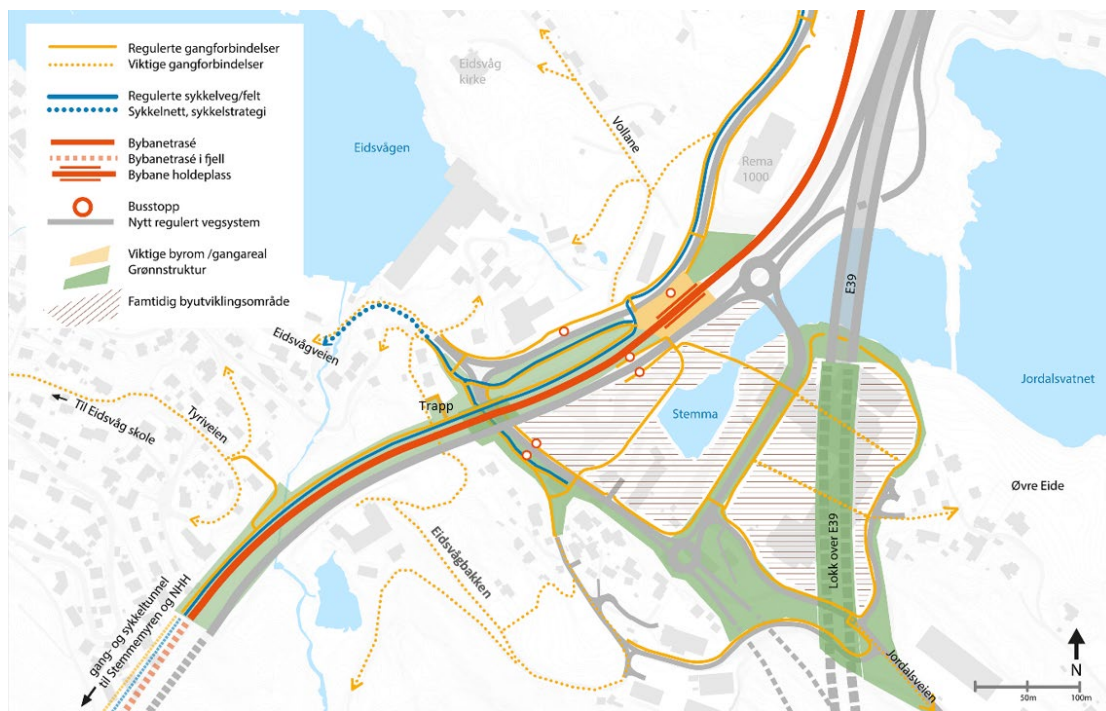 Regulerte gangforbindelser
Viktige gangforbindelser
Regulerte sykkelveg/felt
Sykkelnett, sykkelstrategi
Bybanetrasé
Bybanetrasé i fjell
Bybane holdeplass
Busstopp
Nytt regulert vegsystem
Viktige byrom /gangareal
Grønnstruktur
Famtidig byutviklingsområde
Eidsvåg
kirke
Eidsvågen
Vollane
Rema
1000
E39
Eidsvågveien
Jordalsvatnet
Trapp
Stemma
Til Eidsvåg skole
Tyriveien
Øvre Eide
Eidsvågbakken
Lokk over E39
gang- og sykkeltunnel
til Stemmemyren og NHH
Jordalsveien
N
50m
100m